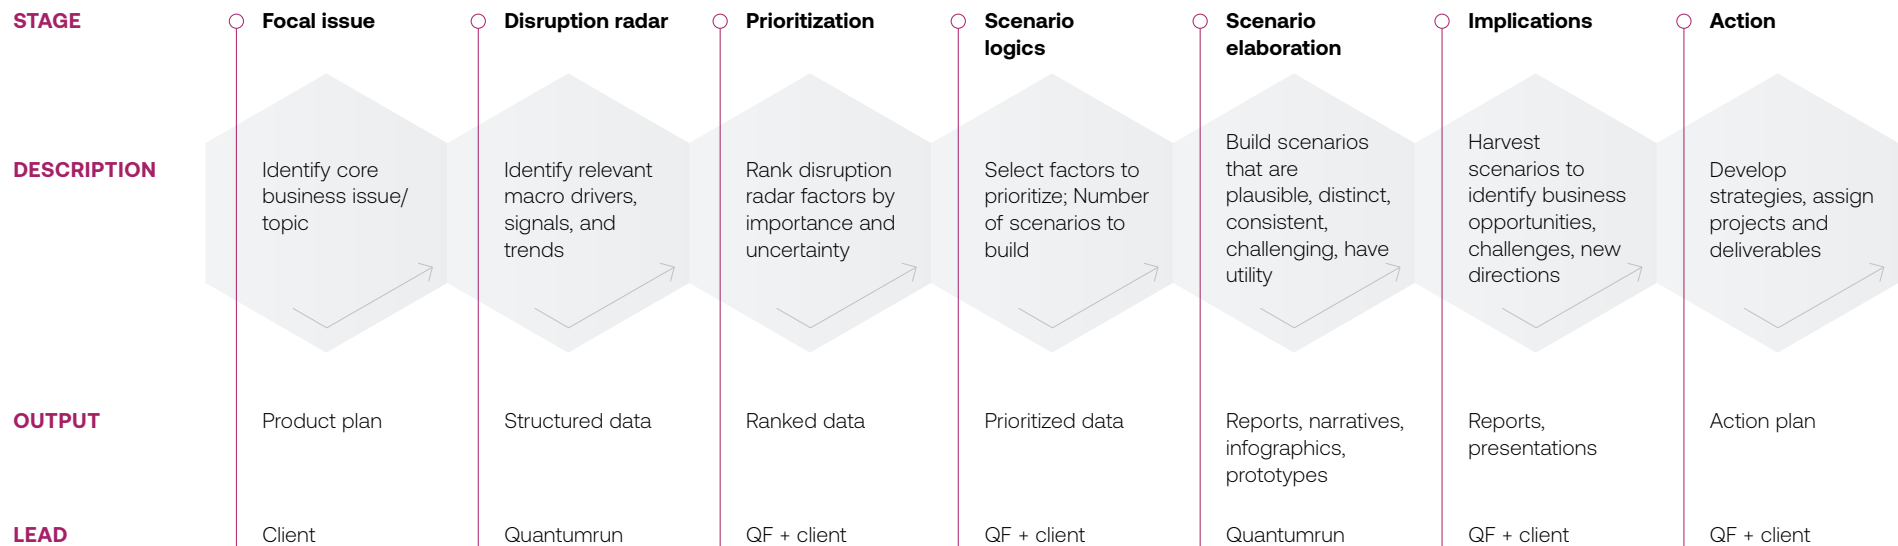 STAGE
Focal issue
Disruption radar
Prioritization
Scenario
logics
Scenario
elaboration
Implications
Action
DESCRIPTION
Identify core
business issue/
topic
Identify relevant
macro drivers,
signals, and
trends
Rank disruption
radar factors by
importance and
uncertainty
Select factors to
prioritize; Number
of scenarios to
build
Build scenarios
that are
plausible, distinct,
consistent,
challenging, have
utility
Harvest
scenarios to
identify business
opportunities,
challenges, new
directions
Develop
strategies, assign
projects and
deliverables
OUTPUT
Product plan
Structured data
Ranked data
Prioritized data
Reports, narratives,
infographics,
prototypes
Reports,
presentations
Action plan
LEAD
Client
Quantumrun
QF + client
QF + client
Quantumrun
QF + client
QF + client